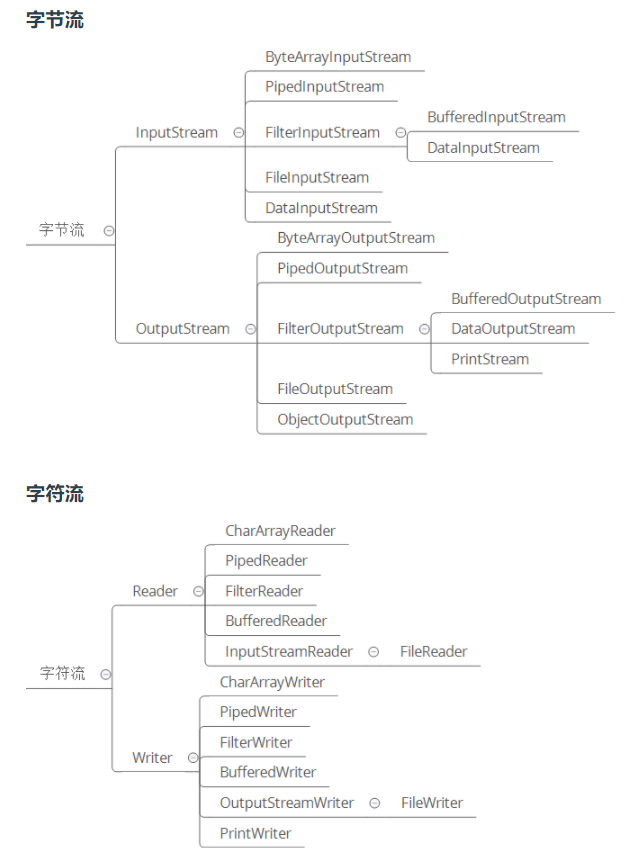 字节流
ByteArrayInputStream
PipedInputStream
InputStream
FilterInputStream
BufferedInputStream
DataInputStream
FileInputStream
DataInputStream
字节流
ByteArrayOutputStream
PipedOutputStream
OutputStream
FilterOutputStream
BufferedOutputStream
DataOutputStream
PrintStream
FileOutputStream
ObjectOutputStream
字符流
CharArrayReader
PipedReader
Reader
FilterReader
BufferedReader
InputStreamReader
FileReader
字符流
CharArrayWriter
PipedWriter
FilterWriter
Writer
BufferedWriter
OutputStreamWriter
FileWriter
PrintWriter